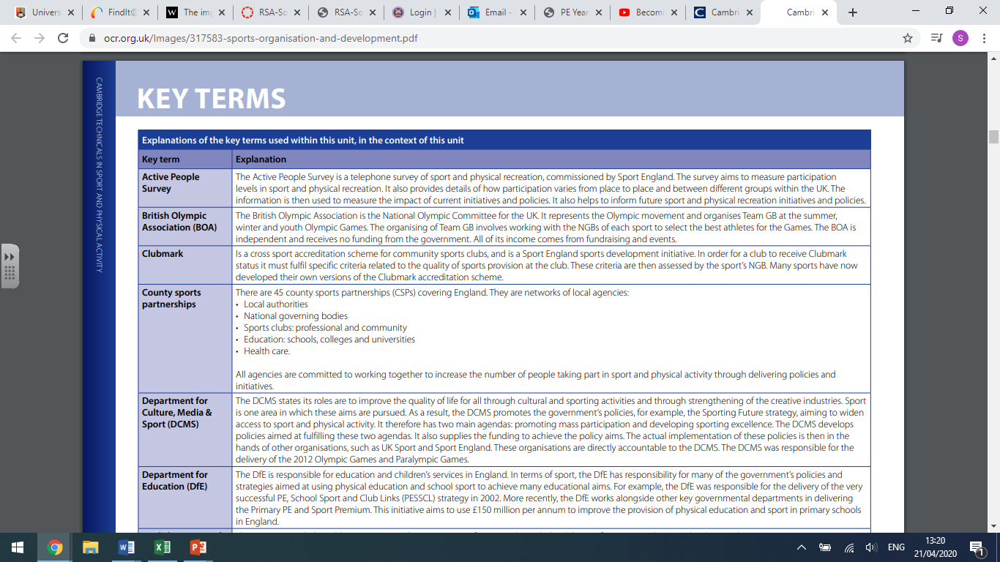 Univers
FindIt@
The im
RSA-So
RSA-So
Login |
Email -
PE Year
Becomi
Cambri
Cambri
ocr.org.uk/Images/317583-sports-organisation-and-development.pdf
S
CAMBRIDGE TECHNICALS IN SPORT AND PHYSICAL ACTIVITY
KEY TERMS
Explanations of the key terms used within this unit, in the context of this unit
Key term
Explanation
Active People
Survey
The Active People Survey is a telephone survey of sport and physical recreation, commissioned by Sport England. The survey aims to measure participation
levels in sport and physical recreation. It also provides details of how participation varies from place to place and between different groups within the UK. The
information is then used to measure the impact of current initiatives and policies. It also helps to inform future sport and physical recreation initiatives and policies.
British Olympic
Association (BOA)
The British Olympic Association is the National Olympic Committee for the UK. It represents the Olympic movement and organises Team GB at the summer,
winter and youth Olympic Games. The organising of Team GB involves working with the NGBs of each sport to select the best athletes for the Games. The BOA is
independent and receives no funding from the government. All of its income comes from fundraising and events.
Clubmark
Is a cross sport accreditation scheme for community sports clubs, and is a Sport England sports development initiative. In order for a club to receive Clubmark
status it must fulfil specific criteria related to the quality of sports provision at the club. These criteria are then assessed by the sport's NGB. Many sports have now
developed their own versions of the Clubmark accreditation scheme.
County sports
partnerships
There are 45 county sports partnerships (CSPs) covering England. They are networks of local agencies:
• Local authorities
• National governing bodies
• Sports clubs: professional and community
• Education: schools, colleges and universities
• Health care.
All agencies are committed to working together to increase the number of people taking part in sport and physical activity through delivering policies and
initiatives.
Department for
Culture, Media &
Sport (DCMS)
The DCMS states its roles are to improve the quality of life for all through cultural and sporting activities and through strengthening of the creative industries. Sport
is one area in which these aims are pursued. As a result, the DCMS promotes the government's policies, for example, the Sporting Future strategy, aiming to widen
access to sport and physical activity. It therefore has two main agendas: promoting mass participation and developing sporting excellence. The DCMS develops
policies aimed at fulfilling these two agendas. It also supplies the funding to achieve the policy aims. The actual implementation of these policies is then in the
hands of other organisations, such as UK Sport and Sport England. These organisations are directly accountable to the DCMS. The DCMS was responsible for the
delivery of the 2012 Olympic Games and Paralympic Games.
Department for
Education (DfE)
The DfE is responsible for education and children's services in England. In terms of sport, the DfE has responsibility for many of the government's policies and
strategies aimed at using physical education and school sport to achieve many educational aims. For example, the DfE was responsible for the delivery of the very
successful PE, School Sport and Club Links (PESSCL) strategy in 2002. More recently, the DfE works alongside other key governmental departments in delivering
the Primary PE and Sport Premium. This initiative aims to use £150 million per annum to improve the provision of physical education and sport in primary schools
in England.
ENG
13:20
21/04/2020
1